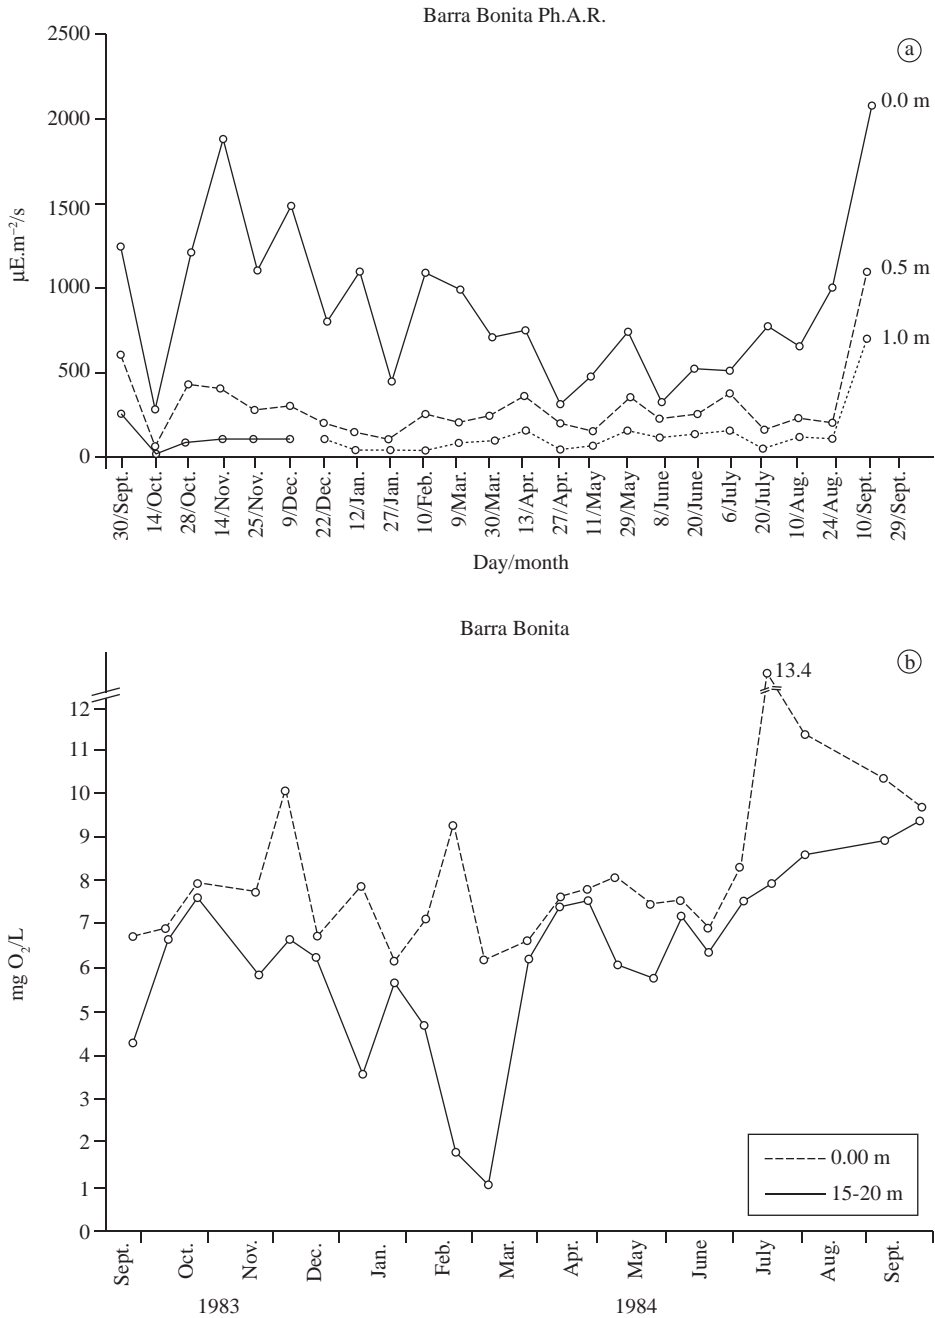 Barra Bonita Ph.A.R.
a
2500
2000
1500
1000
500
0
µE.m⁻²/s
0.0 m
0.5 m
1.0 m
30/Sept.
14/Oct.
28/Oct.
14/Nov.
25/Nov.
9/Dec.
22/Dec.
12/Jan.
27/Jan.
10/Feb.
9/Mar.
30/Mar.
13/Apr.
27/Apr.
11/May
29/May
8/June
20/June
6/July
20/July
10/Aug.
24/Aug.
10/Sept.
29/Sept.
Day/month
Barra Bonita
b
13.4
12
11
10
9
8
7
6
5
4
3
2
1
0
mg O₂/L
0.00 m
15-20 m
Sept.
Oct.
Nov.
Dec.
Jan.
Feb.
Mar.
Apr.
May
June
July
Aug.
Sept.
1983
1984